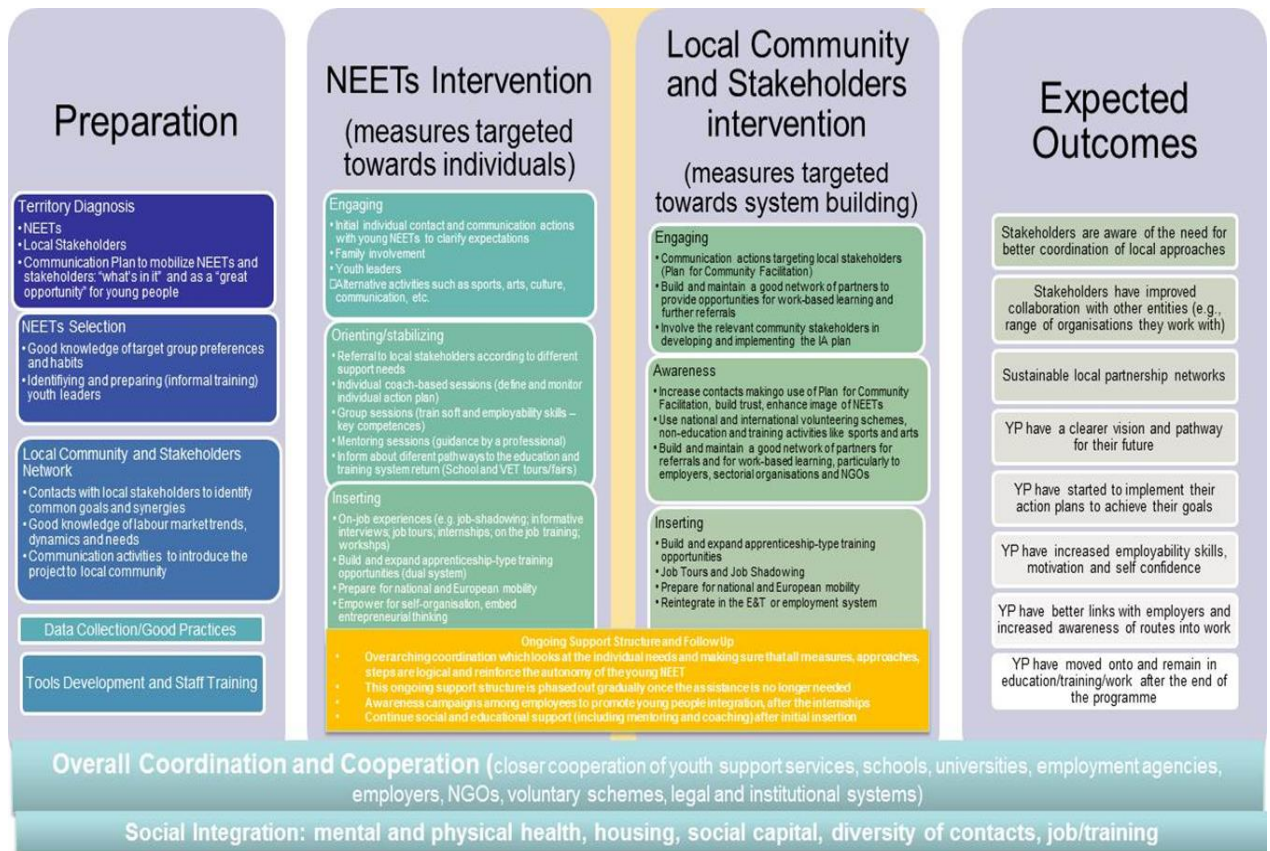 Preparation
Territory Diagnosis
• NEETs
• Local Stakeholders
• Communication Plan to mobilize NEETs and
stakeholders: "what's in it" and as a "great
opportunity" for young people
NEETs Selection
• Good knowledge of target group preferences
and habits
• Identifiying and preparing (informal training)
youth leaders
Local Community and Stakeholders
Network
• Contacts with local stakeholders to identify
common goals and synergies
• Good knowledge of labour market trends,
dynamics and needs
• Communication activities to introduce the
project to local community
Data Collection/Good Practices
Tools Development and Staff Training
NEETs Intervention
(measures targeted
towards individuals)
Engaging
• Initial individual contact and communication actions
with young NEETs to clarify expectations
• Family involvement
• Youth leaders
□Alternative activities such as sports, arts, culture,
communication, etc.
Orienting/stabilizing
• Referral to local stakeholders according to different
support needs
• Individual coach-based sessions (define and monitor
individual action plan)
• Group sessions (train soft and employability skills –
key competences)
• Mentoring sessions (guidance by a professional)
• Inform about diferent pathways to the education and
training system return (School and VET tours/fairs)
Inserting
• On-job experiences (e.g. job-shadowing; informative
interviews; job tours; internships; on the job training;
workshps)
• Build and expand apprenticeship-type training
opportunities (dual system)
• Prepare for national and European mobility
• Empower for self-organisation, embed
entrepreneurial thinking
Local Community
and Stakeholders
intervention
(measures targeted
towards system building)
Engaging
• Communication actions targeting local stakeholders
(Plan for Community Facilitation)
• Build and maintain a good network of partners to
provide opportunities for work-based learning and
further referrals
• Involve the relevant community stakeholders in
developing and implementing the IA plan
Awareness
• Increase contacts makingo use of Plan for Community
Facilitation, build trust, enhance image of NEETs
• Use national and international volunteering schemes,
non-education and training activities like sports and arts
• Build and maintain a good network of partners for
referrals and for work-based learning, particularly to
employers, sectorial organisations and NGOs
Inserting
• Build and expand apprenticeship-type training
opportunities
• Job Tours and Job Shadowing
• Prepare for national and European mobility
• Reintegrate in the E&T or employment system
Ongoing Support Structure and Follow Up
• Overarching coordination which looks at the individual needs and making sure that all measures, approaches,
steps are logical and reinforce the autonomy of the young NEET
• This ongoing support structure is phased out gradually once the assistance is no longer needed
• Awareness campaigns among employees to promote young people integration, after the internships
• Continue social and educational support (including mentoring and coaching) after initial insertion
Expected
Outcomes
Stakeholders are aware of the need for
better coordination of local approaches
Stakeholders have improved
collaboration with other entities (e.g.,
range of organisations they work with)
Sustainable local partnership networks
YP have a clearer vision and pathway
for their future
YP have started to implement their
action plans to achieve their goals
YP have increased employability skills,
motivation and self confidence
YP have better links with employers and
increased awareness of routes into work
YP have moved onto and remain in
education/training/work after the end of
the programme
Overall Coordination and Cooperation (closer cooperation of youth support services, schools, universities, employment agencies,
employers, NGOs, voluntary schemes, legal and institutional systems)
Social Integration: mental and physical health, housing, social capital, diversity of contacts, job/training